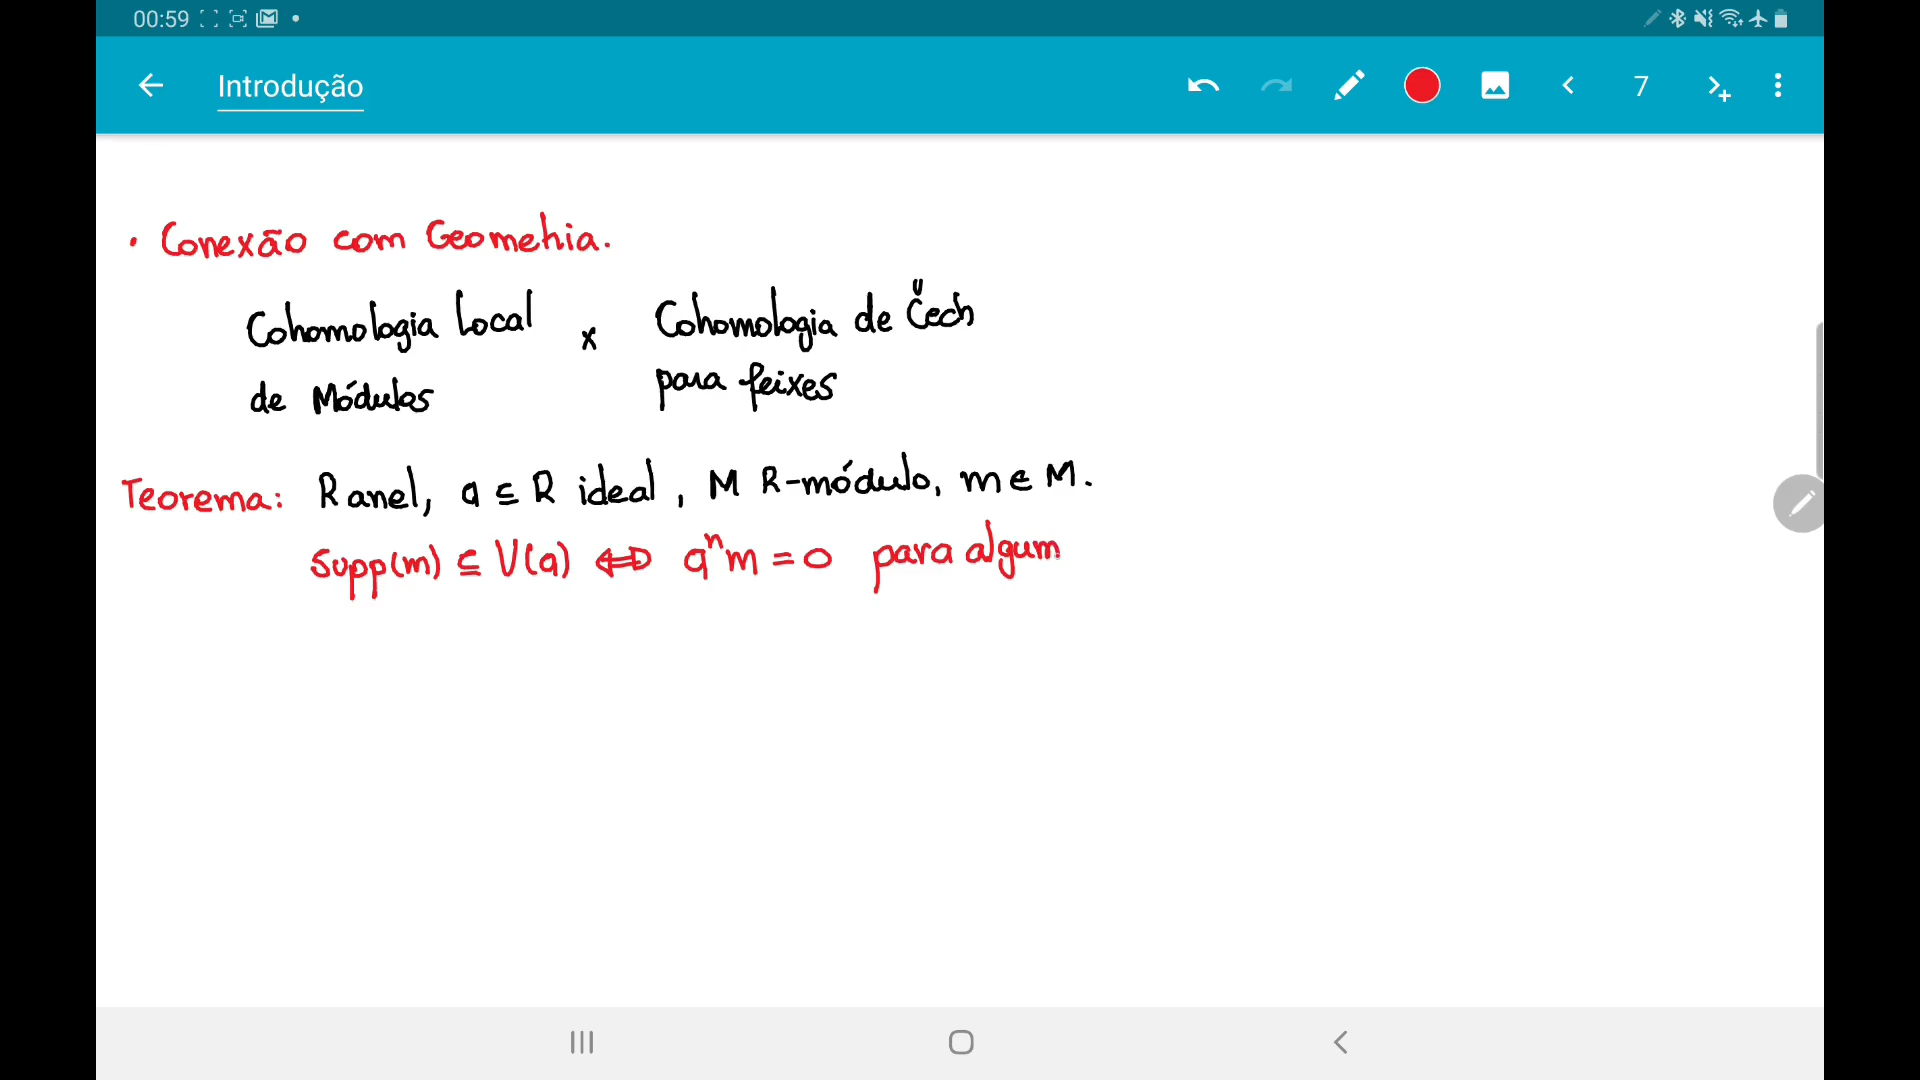 00:59
Introdução
7
· Conexão com Geometria.
Cohomologia Local x Cohomologia de Čech
de Módulos para feixes
Teorema: R anel, a ⊆ R ideal, M R-módulo, m ∈ M.
Supp(m) ⊆ V(a) ⇔ aⁿm = 0 para algum